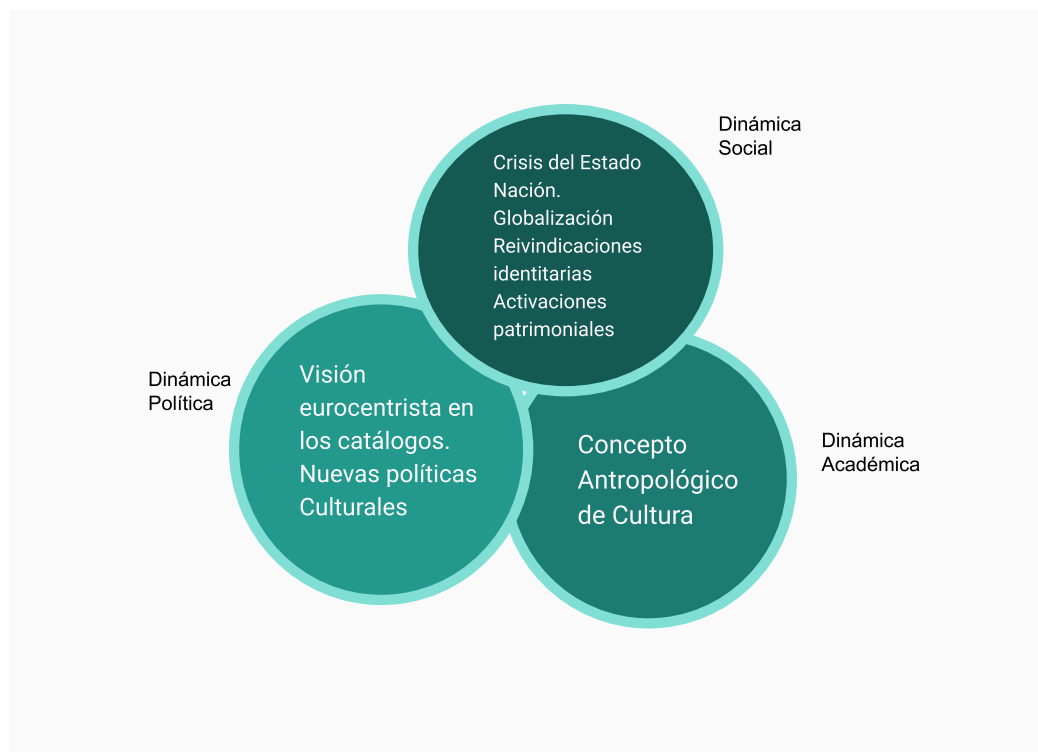 Dinámica
Social
Crisis del Estado
Nación.
Globalización
Reivindicaciones
identitarias
Activaciones
patrimoniales
Dinámica
Política
Visión
eurocentrista en
los catálogos.
Nuevas políticas
Culturales
Concepto
Antropológico
de Cultura
Dinámica
Académica